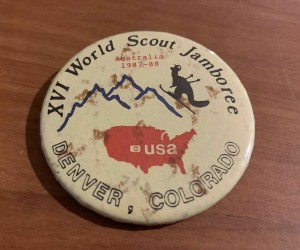 XVI World Scout Jamboree
Australia
1987-88
usa
DENVER, COLORADO